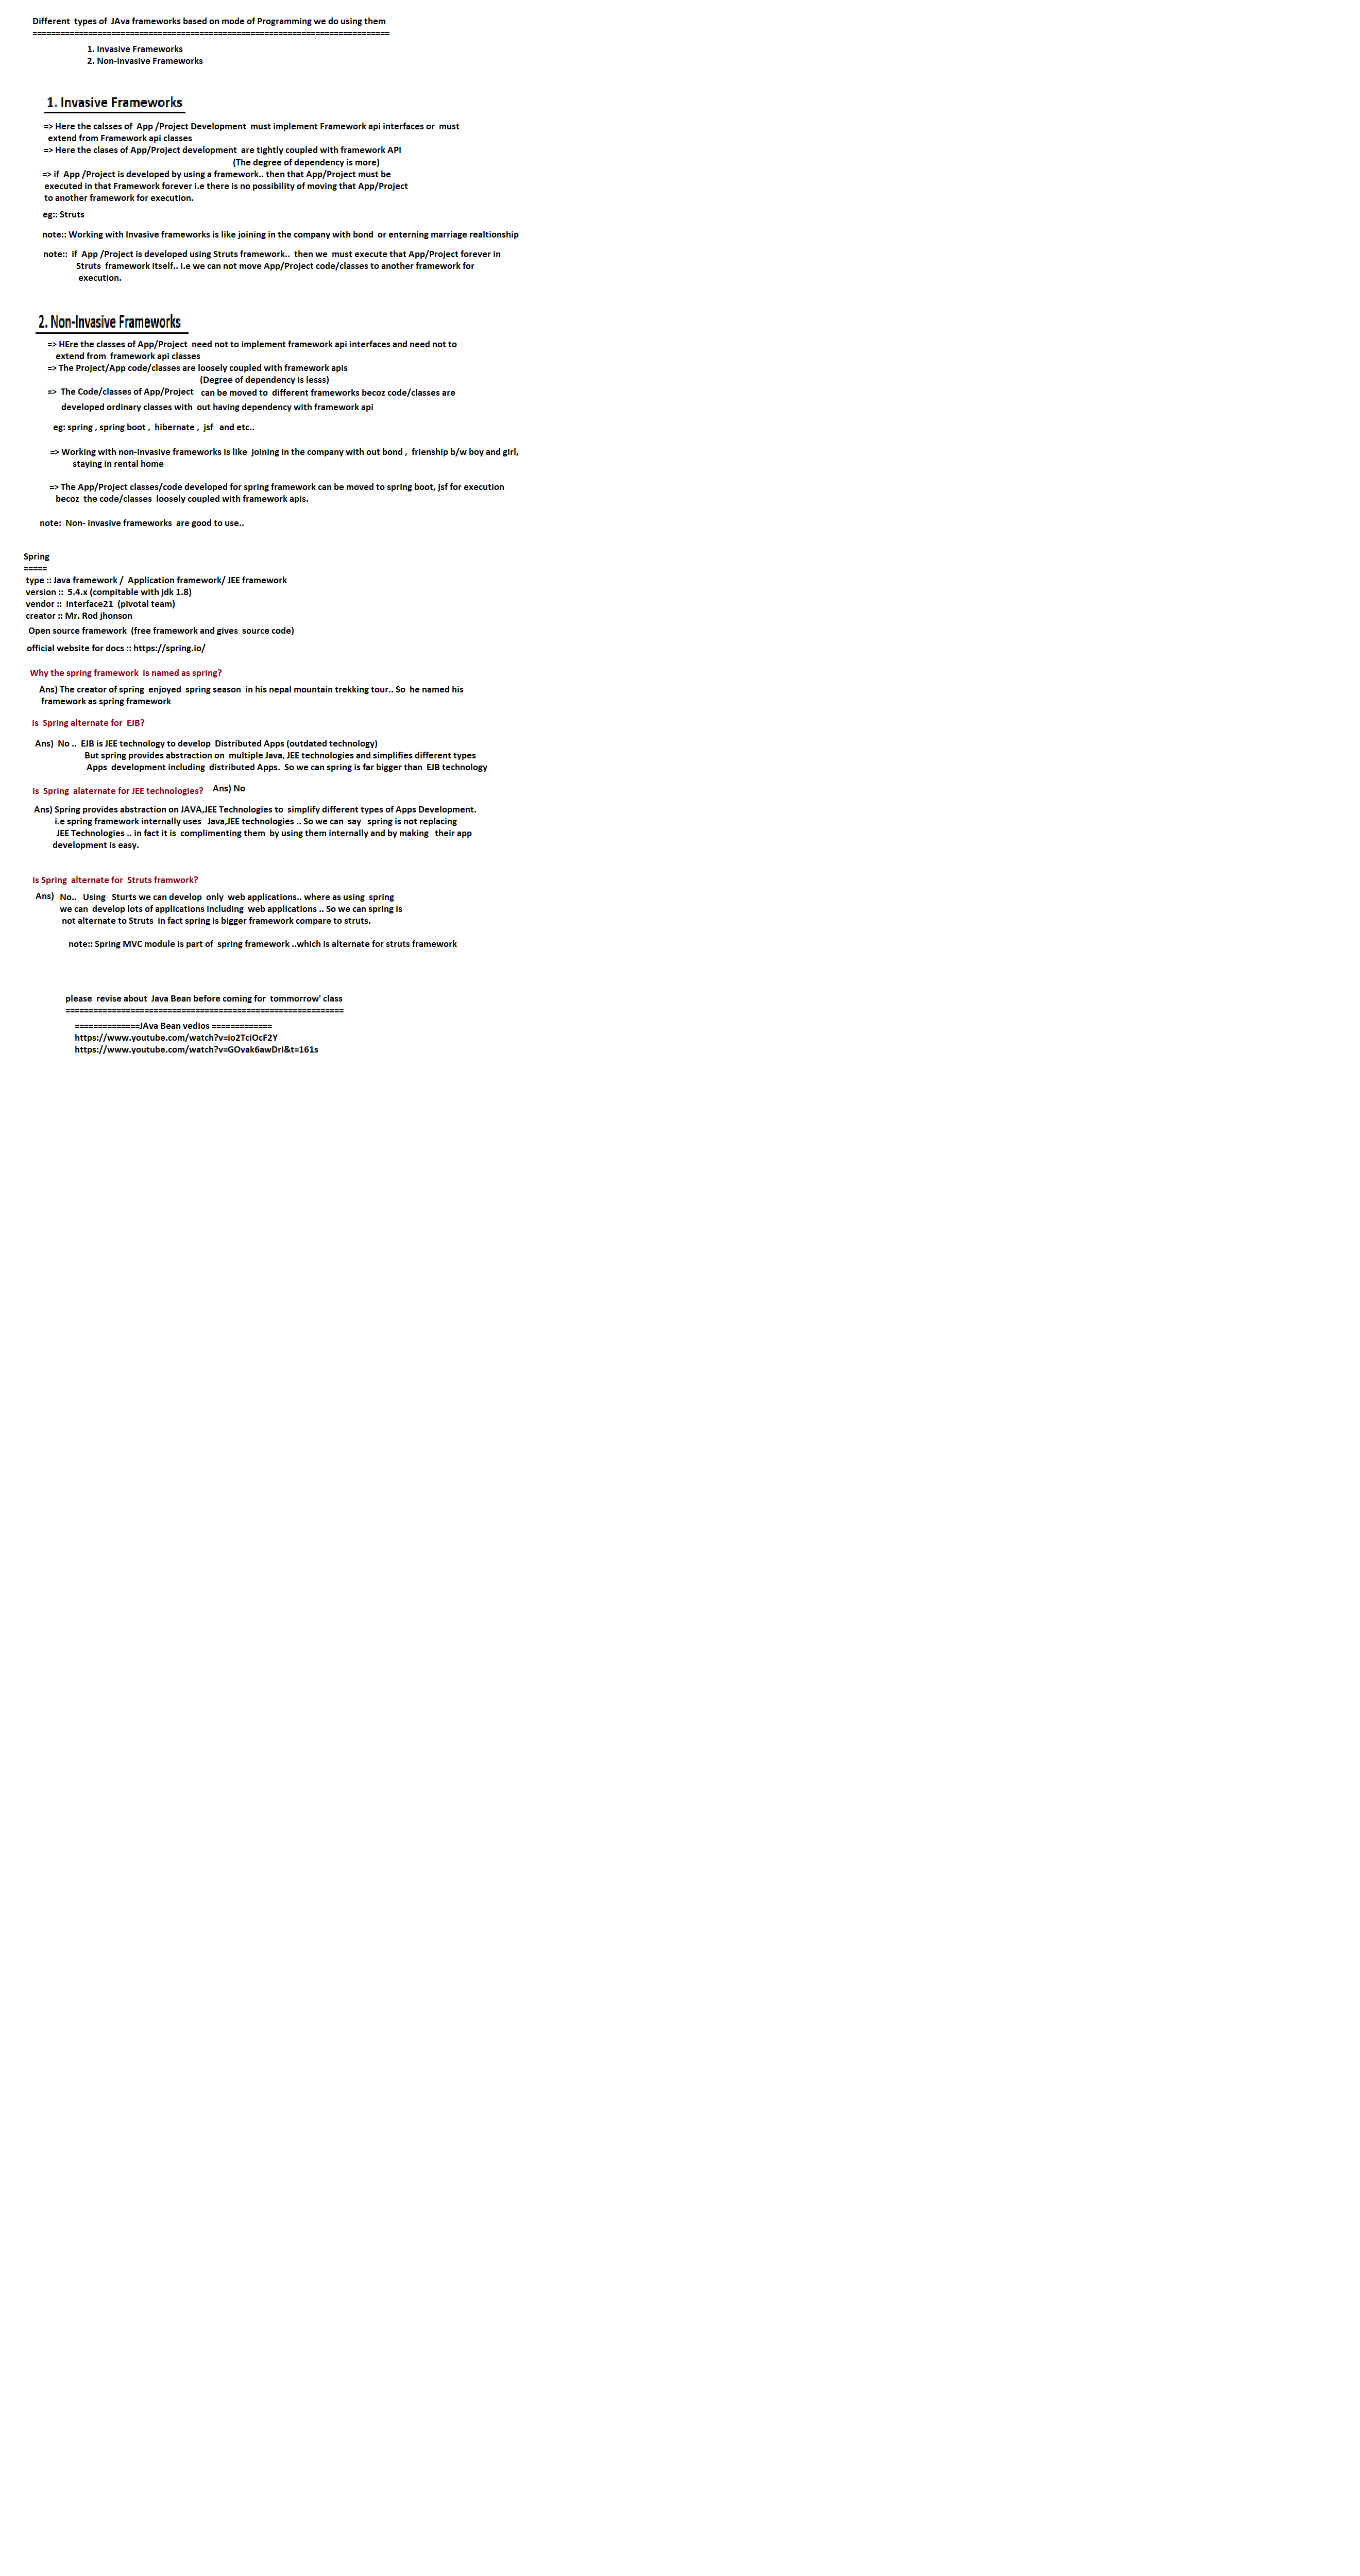 Different types of JAva frameworks based on mode of Programming we do using them
=============================================================================
1. Invasive Frameworks
2. Non-Invasive Frameworks
1. Invasive Frameworks
=> Here the calsses of App /Project Development must implement Framework api interfaces or must
extend from Framework api classes
=> Here the clases of App/Project development are tightly coupled with framework API
(The degree of dependency is more)
=> if App /Project is developed by using a framework.. then that App/Project must be
executed in that Framework forever i.e there is no possibility of moving that App/Project
to another framework for execution.
eg:: Struts
note:: Working with Invasive frameworks is like joining in the company with bond or enterning marriage realtionship
note:: if App /Project is developed using Struts framework.. then we must execute that App/Project forever in
Struts framework itself.. i.e we can not move App/Project code/classes to another framework for
execution.
2. Non-Invasive Frameworks
=> HEre the classes of App/Project need not to implement framework api interfaces and need not to
extend from framework api classes
=> The Project/App code/classes are loosely coupled with framework apis
(Degree of dependency is lesss)
=> The Code/classes of App/Project can be moved to different frameworks becoz code/classes are
developed ordinary classes with out having dependency with framework api
eg: spring , spring boot , hibernate , jsf and etc..
=> Working with non-invasive frameworks is like joining in the company with out bond , frienship b/w boy and girl,
staying in rental home
=> The App/Project classes/code developed for spring framework can be moved to spring boot, jsf for execution
becoz the code/classes loosely coupled with framework apis.
note: Non- invasive frameworks are good to use..
Spring
=====
type :: Java framework / Application framework/ JEE framework
version :: 5.4.x (compitable with jdk 1.8)
vendor :: Interface21 (pivotal team)
creator :: Mr. Rod jhonson
Open source framework (free framework and gives source code)
official website for docs :: https://spring.io/
Why the spring framework is named as spring?
Ans) The creator of spring enjoyed spring season in his nepal mountain trekking tour.. So he named his
framework as spring framework
Is Spring alternate for EJB?
Ans) No .. EJB is JEE technology to develop Distributed Apps (outdated technology)
But spring provides abstraction on multiple Java, JEE technologies and simplifies different types
Apps development including distributed Apps. So we can spring is far bigger than EJB technology
Is Spring alaternate for JEE technologies? Ans) No
Ans) Spring provides abstraction on JAVA,JEE Technologies to simplify different types of Apps Development.
i.e spring framework internally uses Java,JEE technologies .. So we can say spring is not replacing
JEE Technologies .. in fact it is complimenting them by using them internally and by making their app
development is easy.
Is Spring alternate for Struts framwork?
Ans) No.. Using Sturts we can develop only web applications.. where as using spring
we can develop lots of applications including web applications .. So we can spring is
not alternate to Struts in fact spring is bigger framework compare to struts.
note:: Spring MVC module is part of spring framework ..which is alternate for struts framework
please revise about Java Bean before coming for tommorrow' class
============================================================
==============JAva Bean vedios =============
https://www.youtube.com/watch?v=io2TciOcF2Y
https://www.youtube.com/watch?v=GOvak6awDrI&t=161s